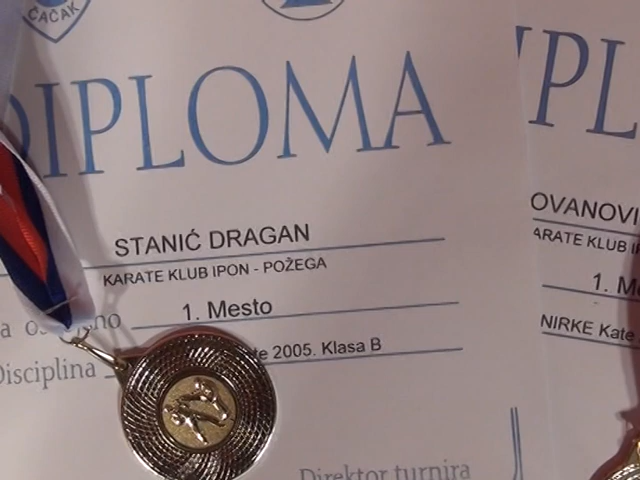 ČAČAK
DIPLOMA
STANIĆ DRAGAN
KARATE KLUB IPON - POŽEGA
1. Mesto
Disciplina
2005. Klasa B
Direktor turnira
IPL
OVANOVI
ARATE KLUB
1.
NIRKE Kate